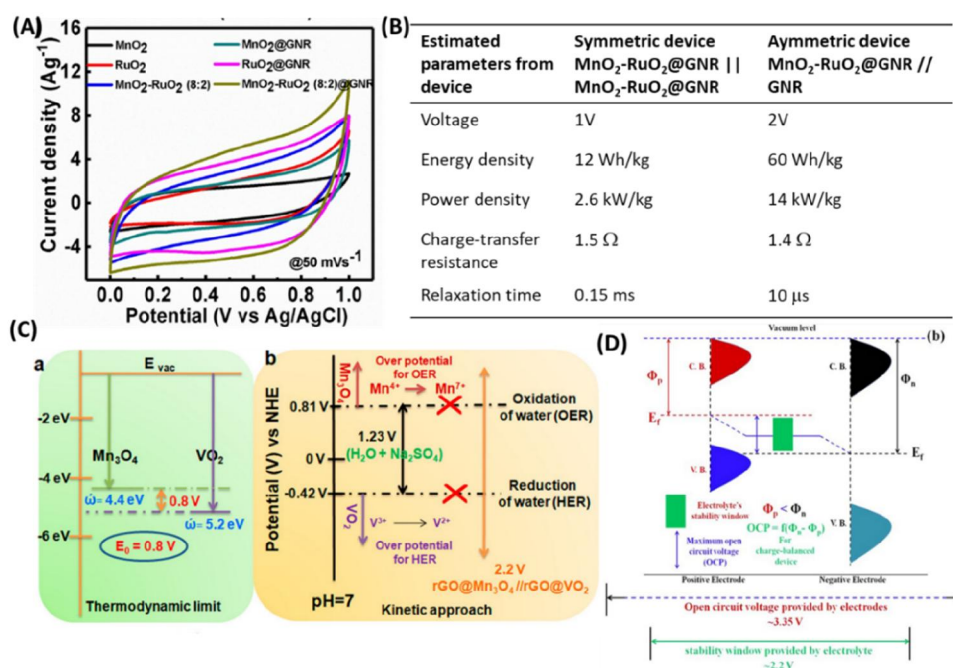 (A)
Current density (Ag⁻¹)
16
12
8
4
0
-4
MnO₂
RuO₂
MnO₂-RuO₂ (8:2)
MnO₂@GNR
RuO₂@GNR
MnO₂-RuO₂ (8:2)@GNR
@50 mVs⁻¹
0.0 0.2 0.4 0.6 0.8 1.0
Potential (V vs Ag/AgCl)
(B)
Estimated parameters from device
Symmetric device MnO₂-RuO₂@GNR || MnO₂-RuO₂@GNR
Aymmetric device MnO₂-RuO₂@GNR // GNR
Voltage 1V 2V
Energy density 12 Wh/kg 60 Wh/kg
Power density 2.6 kW/kg 14 kW/kg
Charge-transfer resistance 1.5 Ω 1.4 Ω
Relaxation time 0.15 ms 10 μs
(C)
a
E vac
-2 eV
Mn₃O₄ VO₂
-4 eV
ώ= 4.4 eV
0.8 V
ώ= 5.2 eV
-6 eV
E₀ = 0.8 V
Thermodynamic limit
b
Potential (V) vs NHE
Mn₃O₄
Over potential
for OER
Mn⁴⁺ → Mn⁷⁺
0.81 V
Oxidation
of water (OER)
1.23 V
(H₂O + Na₂SO₄)
0 V
-0.42 V
Reduction
of water (HER)
VO₂
V³⁺ → V²⁺
Over potential
for HER
2.2 V
rGO@Mn₃O₄//rGO@VO₂
pH=7
Kinetic approach
(D)
Vacuum level
(b)
C. B.
C. B.
Φp
Φn
Ef
Ef
V. B.
V. B.
Electrolyte's
stability window
Φp < Φn
OCP = f(Φn- Φp)
For
charge-balanced
device
Maximum open
circuit voltage
(OCP)
Positive Electrode
Negative Electrode
Open circuit voltage provided by electrodes
~3.35 V
stability window provided by electrolyte
~2.2V